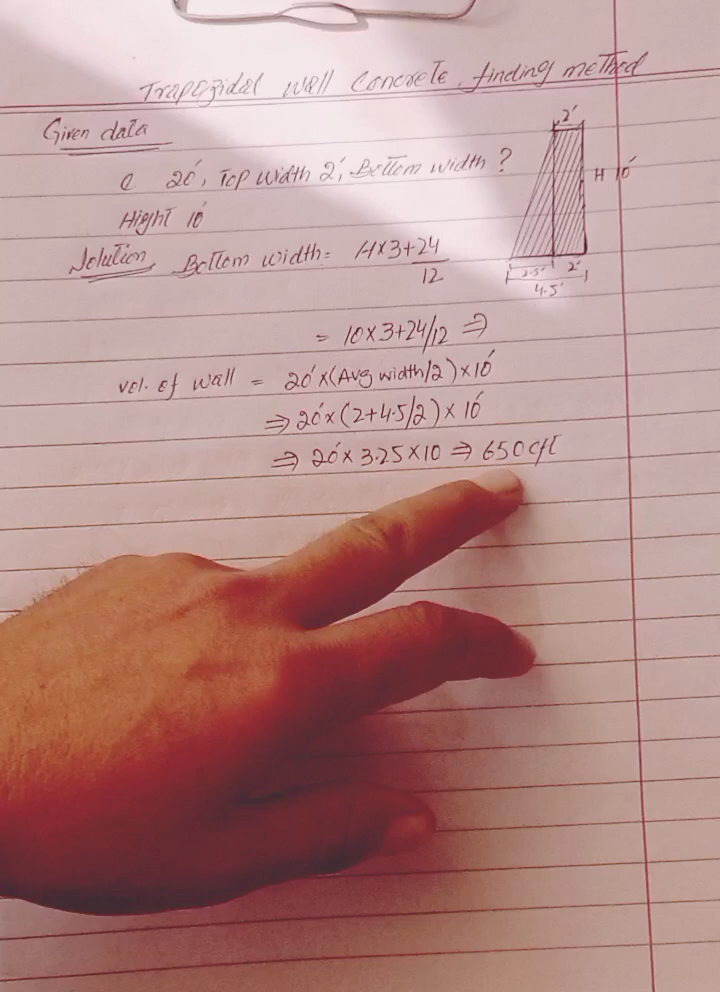 Trapezidal Wall Concrete finding method
Given data
l 20', Top width 2', Bottom width ?
Hight 10'
2'
H 10'
2.5' 2'
4.5'
Solution Bottom width = H×3+24/12
= 10×3+24/12 ⇒
vol. of wall = 20'×(Avg width/2)×10'
⇒ 20'×(2+4.5/2)×10'
⇒ 20'×3.25×10 ⇒ 650 cft